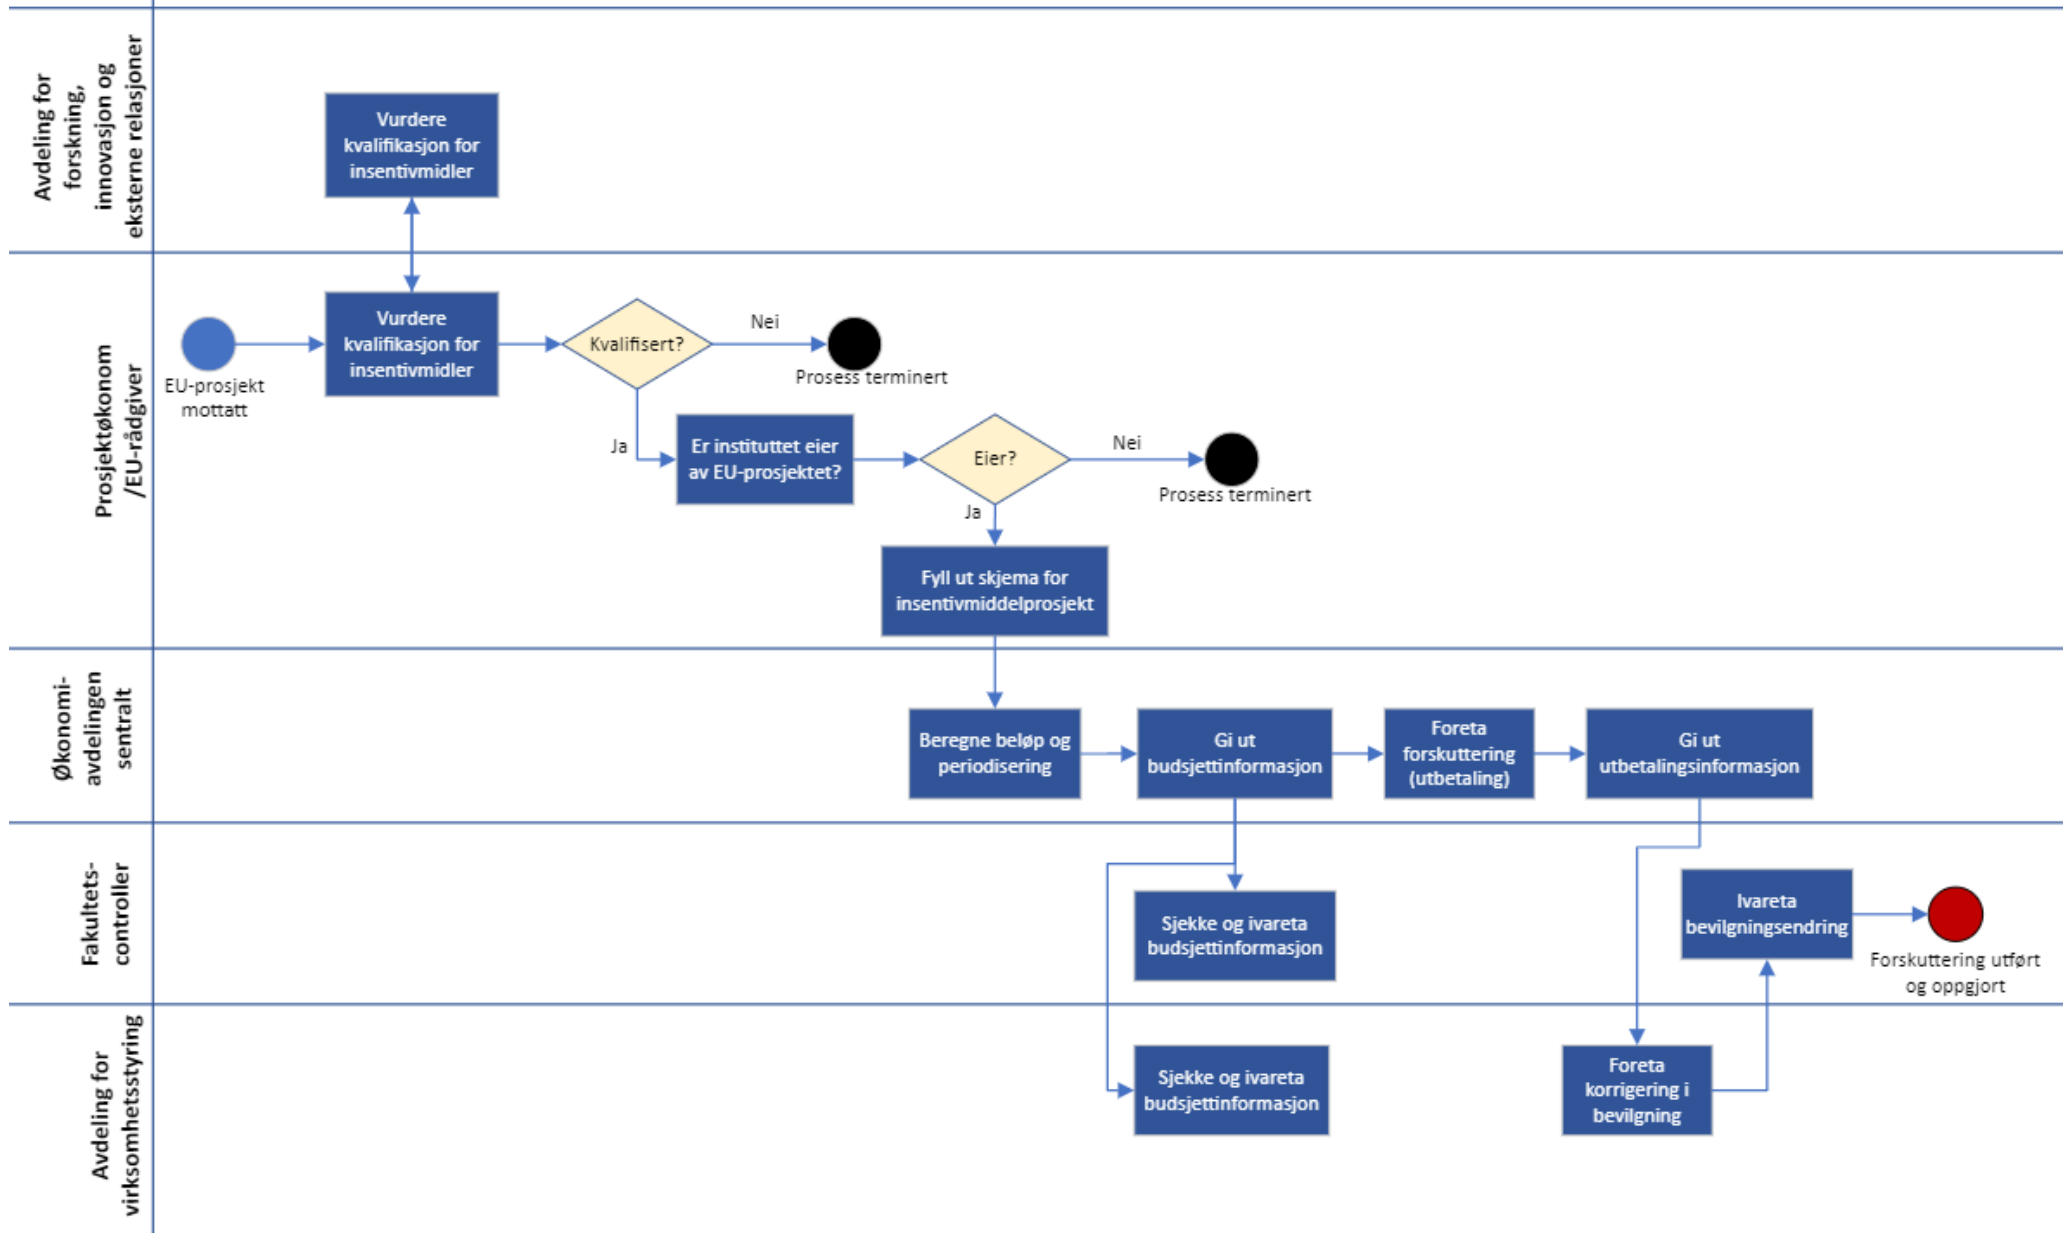 Avdeling for
forskning,
innovasjon og
eksterne relasjoner
Vurdere
kvalifikasjon for
insentivmidler
Prosjektøkonom
/EU-rådgiver
EU-prosjekt
mottatt
Vurdere
kvalifikasjon for
insentivmidler
Kvalifisert?
Nei
Prosess terminert
Ja
Er instituttet eier
av EU-prosjektet?
Eier?
Nei
Prosess terminert
Ja
Fyll ut skjema for
insentivmiddelprosjekt
Økonomi-
avdelingen
sentralt
Beregne beløp og
periodisering
Gi ut
budsjettinformasjon
Foreta
forskuttering
(utbetaling)
Gi ut
utbetalingsinformasjon
Fakultets-
controller
Sjekke og ivareta
budsjettinformasjon
Ivareta
bevilgningsendring
Forskuttering utført
og oppgjort
Avdeling for
virksomhetsstyring
Sjekke og ivareta
budsjettinformasjon
Foreta
korrigering i
bevilgning